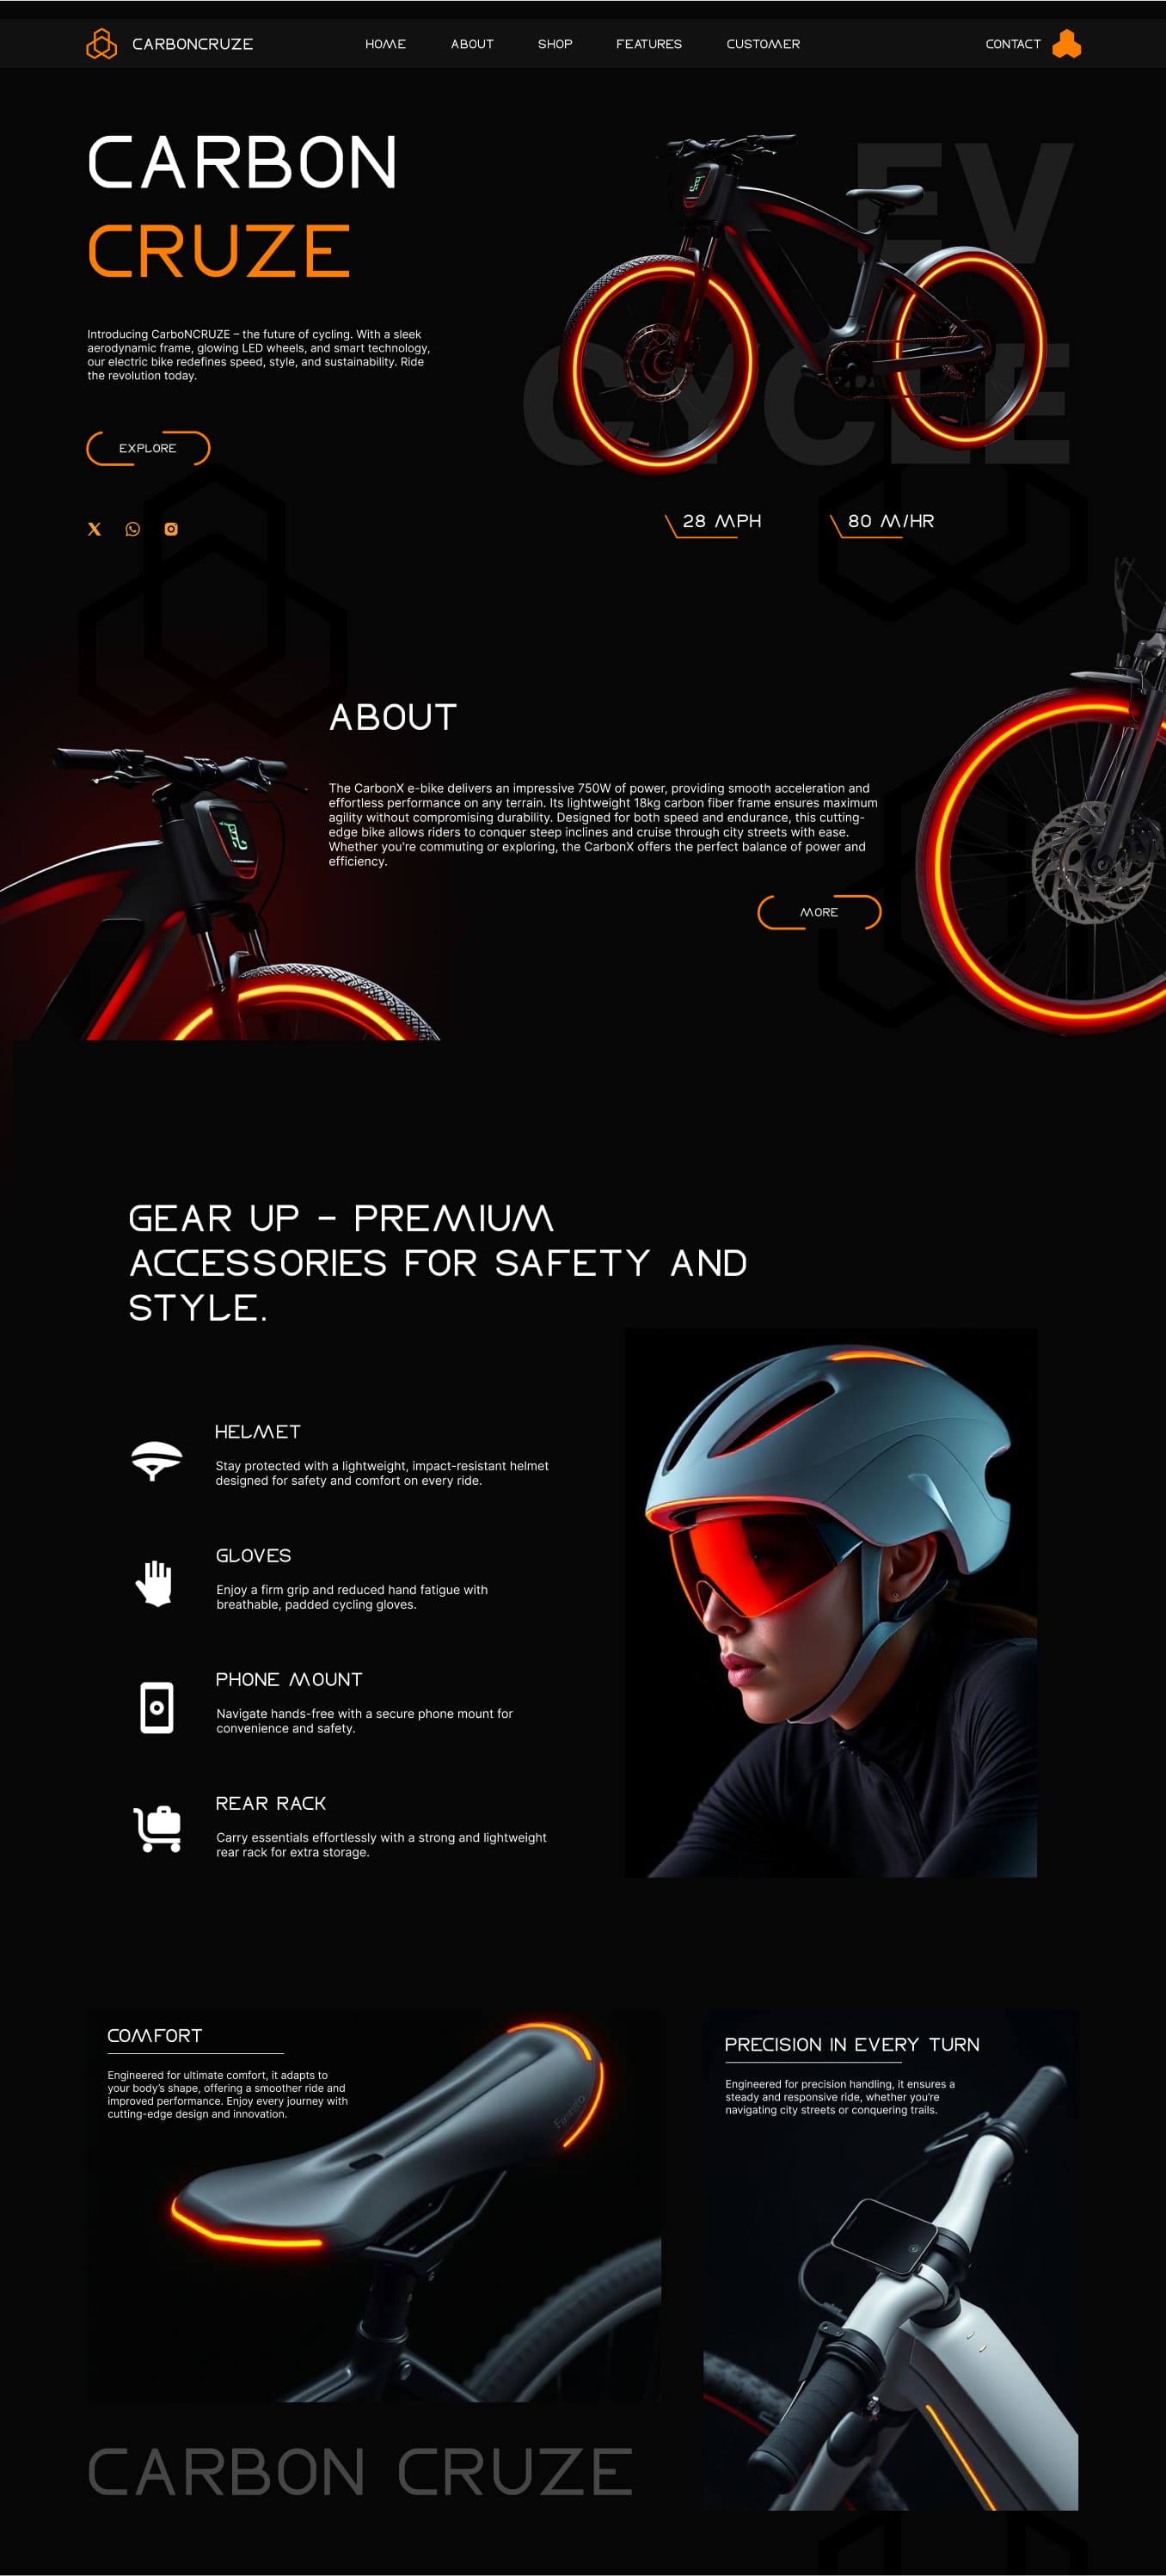 CARBONCRUZE
HOME ABOUT SHOP FEATURES CUSTOMER
CONTACT
CARBON
CRUZE
EV
CYCLE
Introducing CarboNCRUZE – the future of cycling. With a sleek
aerodynamic frame, glowing LED wheels, and smart technology,
our electric bike redefines speed, style, and sustainability. Ride
the revolution today.
EXPLORE
28 MPH
80 M/HR
ABOUT
The CarbonX e-bike delivers an impressive 750W of power, providing smooth acceleration and
effortless performance on any terrain. Its lightweight 18kg carbon fiber frame ensures maximum
agility without compromising durability. Designed for both speed and endurance, this cutting-
edge bike allows riders to conquer steep inclines and cruise through city streets with ease.
Whether you're commuting or exploring, the CarbonX offers the perfect balance of power and
efficiency.
MORE
GEAR UP – PREMIUM
ACCESSORIES FOR SAFETY AND
STYLE.
HELMET
Stay protected with a lightweight, impact-resistant helmet
designed for safety and comfort on every ride.
GLOVES
Enjoy a firm grip and reduced hand fatigue with
breathable, padded cycling gloves.
PHONE MOUNT
Navigate hands-free with a secure phone mount for
convenience and safety.
REAR RACK
Carry essentials effortlessly with a strong and lightweight
rear rack for extra storage.
COMFORT
Engineered for ultimate comfort, it adapts to
your body's shape, offering a smoother ride and
improved performance. Enjoy every journey with
cutting-edge design and innovation.
PRECISION IN EVERY TURN
Engineered for precision handling, it ensures a
steady and responsive ride, whether you're
navigating city streets or conquering trails.
CARBON CRUZE